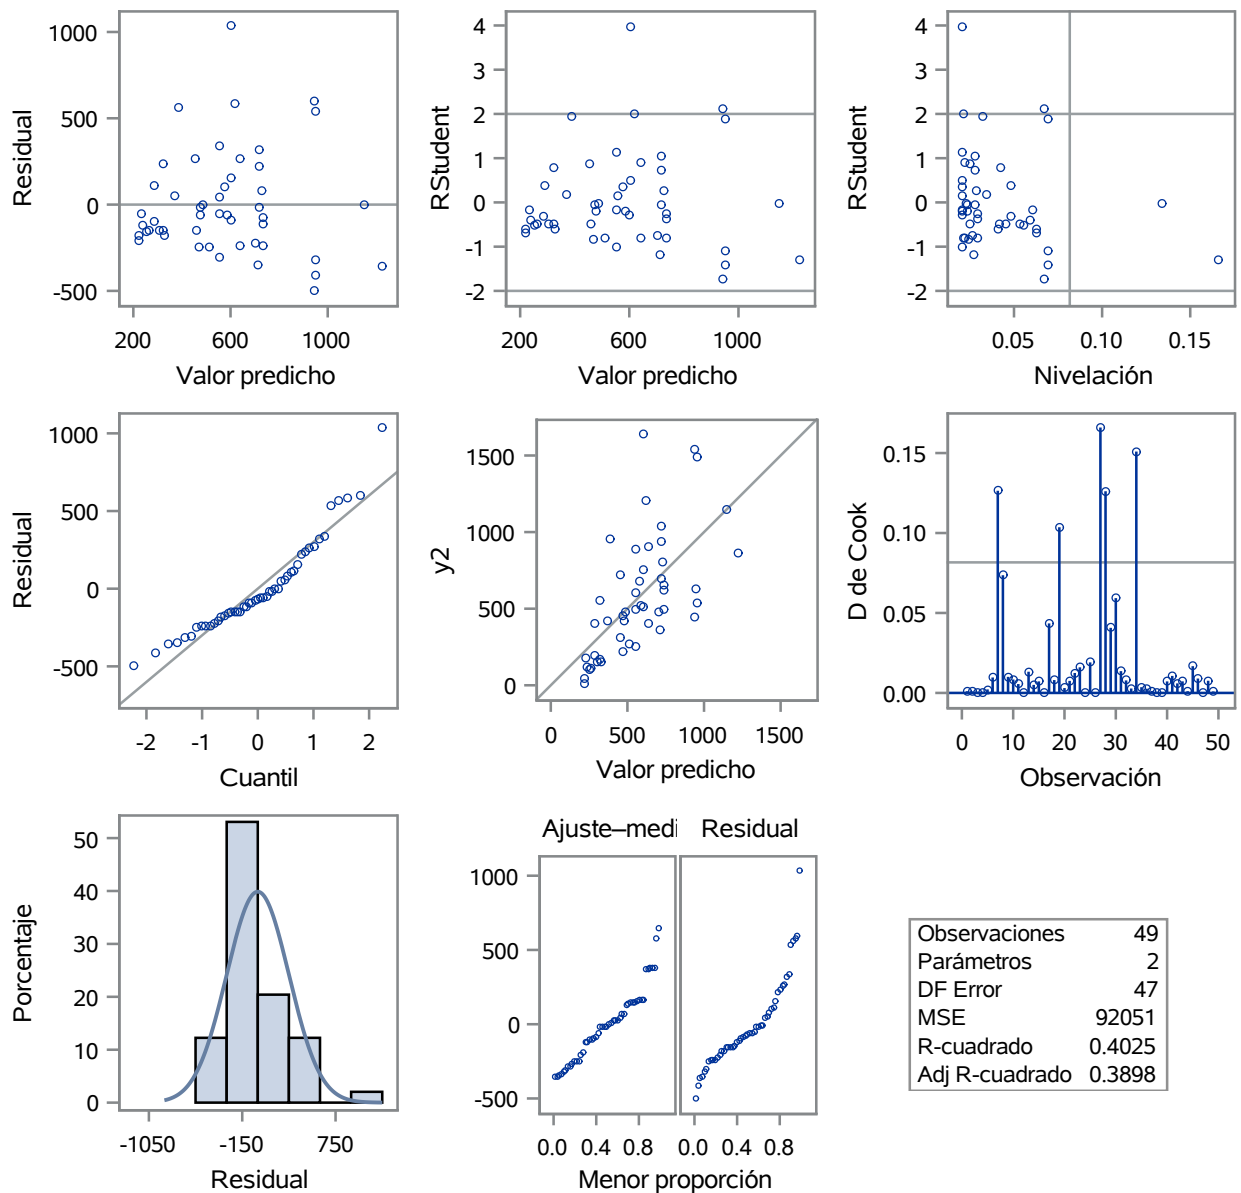 1000
500
0
-500
Residual
200 600 1000
Valor predicho
4
3
2
1
0
-1
-2
RStudent
200 600 1000
Valor predicho
4
3
2
1
0
-1
-2
RStudent
0.05 0.10 0.15
Nivelación
1000
500
0
-500
Residual
-2 -1 0 1 2
Cuantil
1500
1000
500
0
y2
0 500 1000 1500
Valor predicho
0.15
0.10
0.05
0.00
D de Cook
0 10 20 30 40 50
Observación
50
40
30
20
10
0
Porcentaje
-1050 -150 750
Residual
Ajuste–medi Residual
1000
500
0
-500
0.0 0.4 0.8 0.0 0.4 0.8
Menor proporción
Observaciones 49
Parámetros 2
DF Error 47
MSE 92051
R-cuadrado 0.4025
Adj R-cuadrado 0.3898